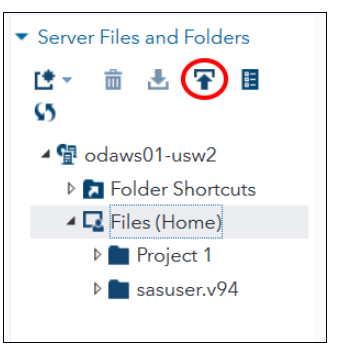 Server Files and Folders
odaws01-usw2
Folder Shortcuts
Files (Home)
Project 1
sasuser.v94